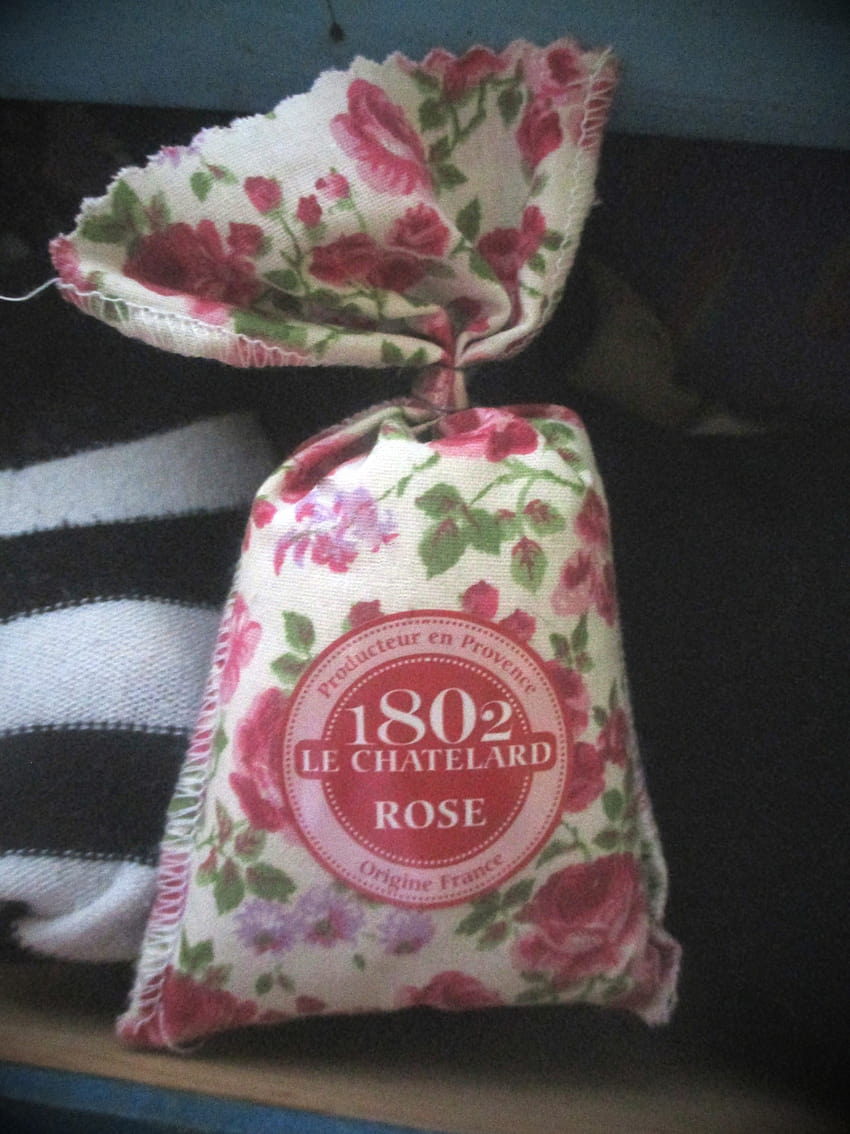 Producteur en Provence
1802
LE CHATELARD
ROSE
Origine France